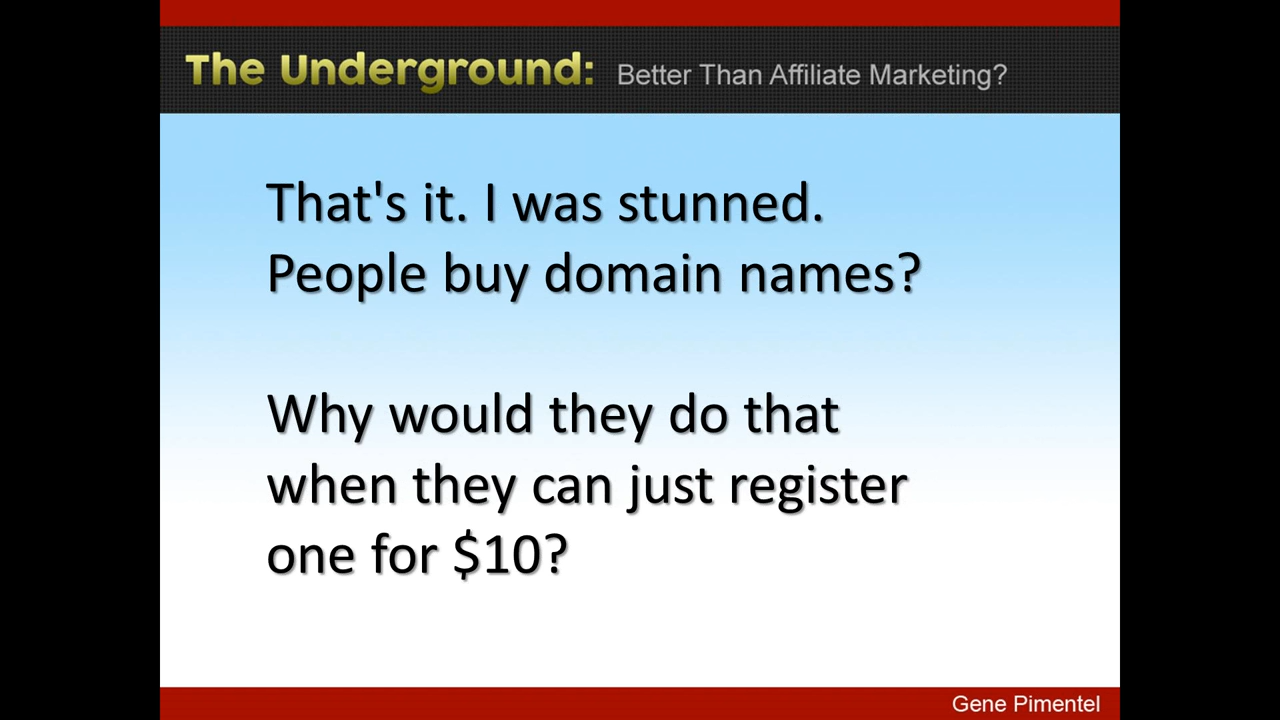 The Underground: Better Than Affiliate Marketing?
That's it. I was stunned.
People buy domain names?
Why would they do that
when they can just register
one for $10?
Gene Pimentel